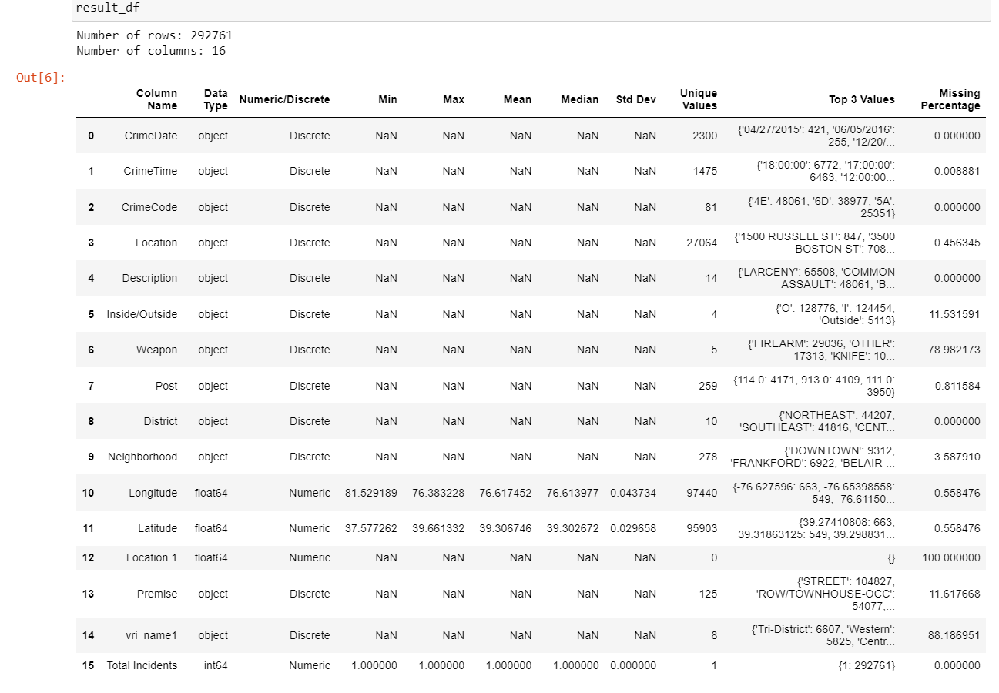 result_df
Number of rows: 292761
Number of columns: 16
Out[6]:
Column Name Data Type Numeric/Discrete Min Max Mean Median Std Dev Unique Values Top 3 Values Missing Percentage
0 CrimeDate object Discrete NaN NaN NaN NaN NaN 2300 {'04/27/2015': 421, '06/05/2016': 255, '12/20/... 0.000000
1 CrimeTime object Discrete NaN NaN NaN NaN NaN 1475 {'18:00:00': 6772, '17:00:00': 6463, '12:00:00... 0.008881
2 CrimeCode object Discrete NaN NaN NaN NaN NaN 81 {'4E': 48061, '6D': 38977, '5A': 25351} 0.000000
3 Location object Discrete NaN NaN NaN NaN NaN 27064 {'1500 RUSSELL ST': 847, '3500 BOSTON ST': 708... 0.456345
4 Description object Discrete NaN NaN NaN NaN NaN 14 {'LARCENY': 65508, 'COMMON ASSAULT': 48061, 'B... 0.000000
5 Inside/Outside object Discrete NaN NaN NaN NaN NaN 4 {'O': 128776, 'I': 124454, 'Outside': 5113} 11.531591
6 Weapon object Discrete NaN NaN NaN NaN NaN 5 {'FIREARM': 29036, 'OTHER': 17313, 'KNIFE': 10... 78.982173
7 Post object Discrete NaN NaN NaN NaN NaN 259 {114.0: 4171, 913.0: 4109, 111.0: 3950} 0.811584
8 District object Discrete NaN NaN NaN NaN NaN 10 {'NORTHEAST': 44207, 'SOUTHEAST': 41816, 'CENT... 0.000000
9 Neighborhood object Discrete NaN NaN NaN NaN NaN 278 {'DOWNTOWN': 9312, 'FRANKFORD': 6922, 'BELAIR-... 3.587910
10 Longitude float64 Numeric -81.529189 -76.383228 -76.617452 -76.613977 0.043734 97440 {-76.627596: 663, -76.65398558: 549, -76.61150... 0.558476
11 Latitude float64 Numeric 37.577262 39.661332 39.306746 39.302672 0.029658 95903 {39.27410808: 663, 39.31863125: 549, 39.298831... 0.558476
12 Location 1 float64 Numeric NaN NaN NaN NaN NaN 0 {} 100.000000
13 Premise object Discrete NaN NaN NaN NaN NaN 125 {'STREET': 104827, 'ROW/TOWNHOUSE-OCC': 54077,... 11.617668
14 vri_name1 object Discrete NaN NaN NaN NaN NaN 8 {'Tri-District': 6607, 'Western': 5825, 'Centr... 88.186951
15 Total Incidents int64 Numeric 1.000000 1.000000 1.000000 1.000000 0.000000 1 {1: 292761} 0.000000